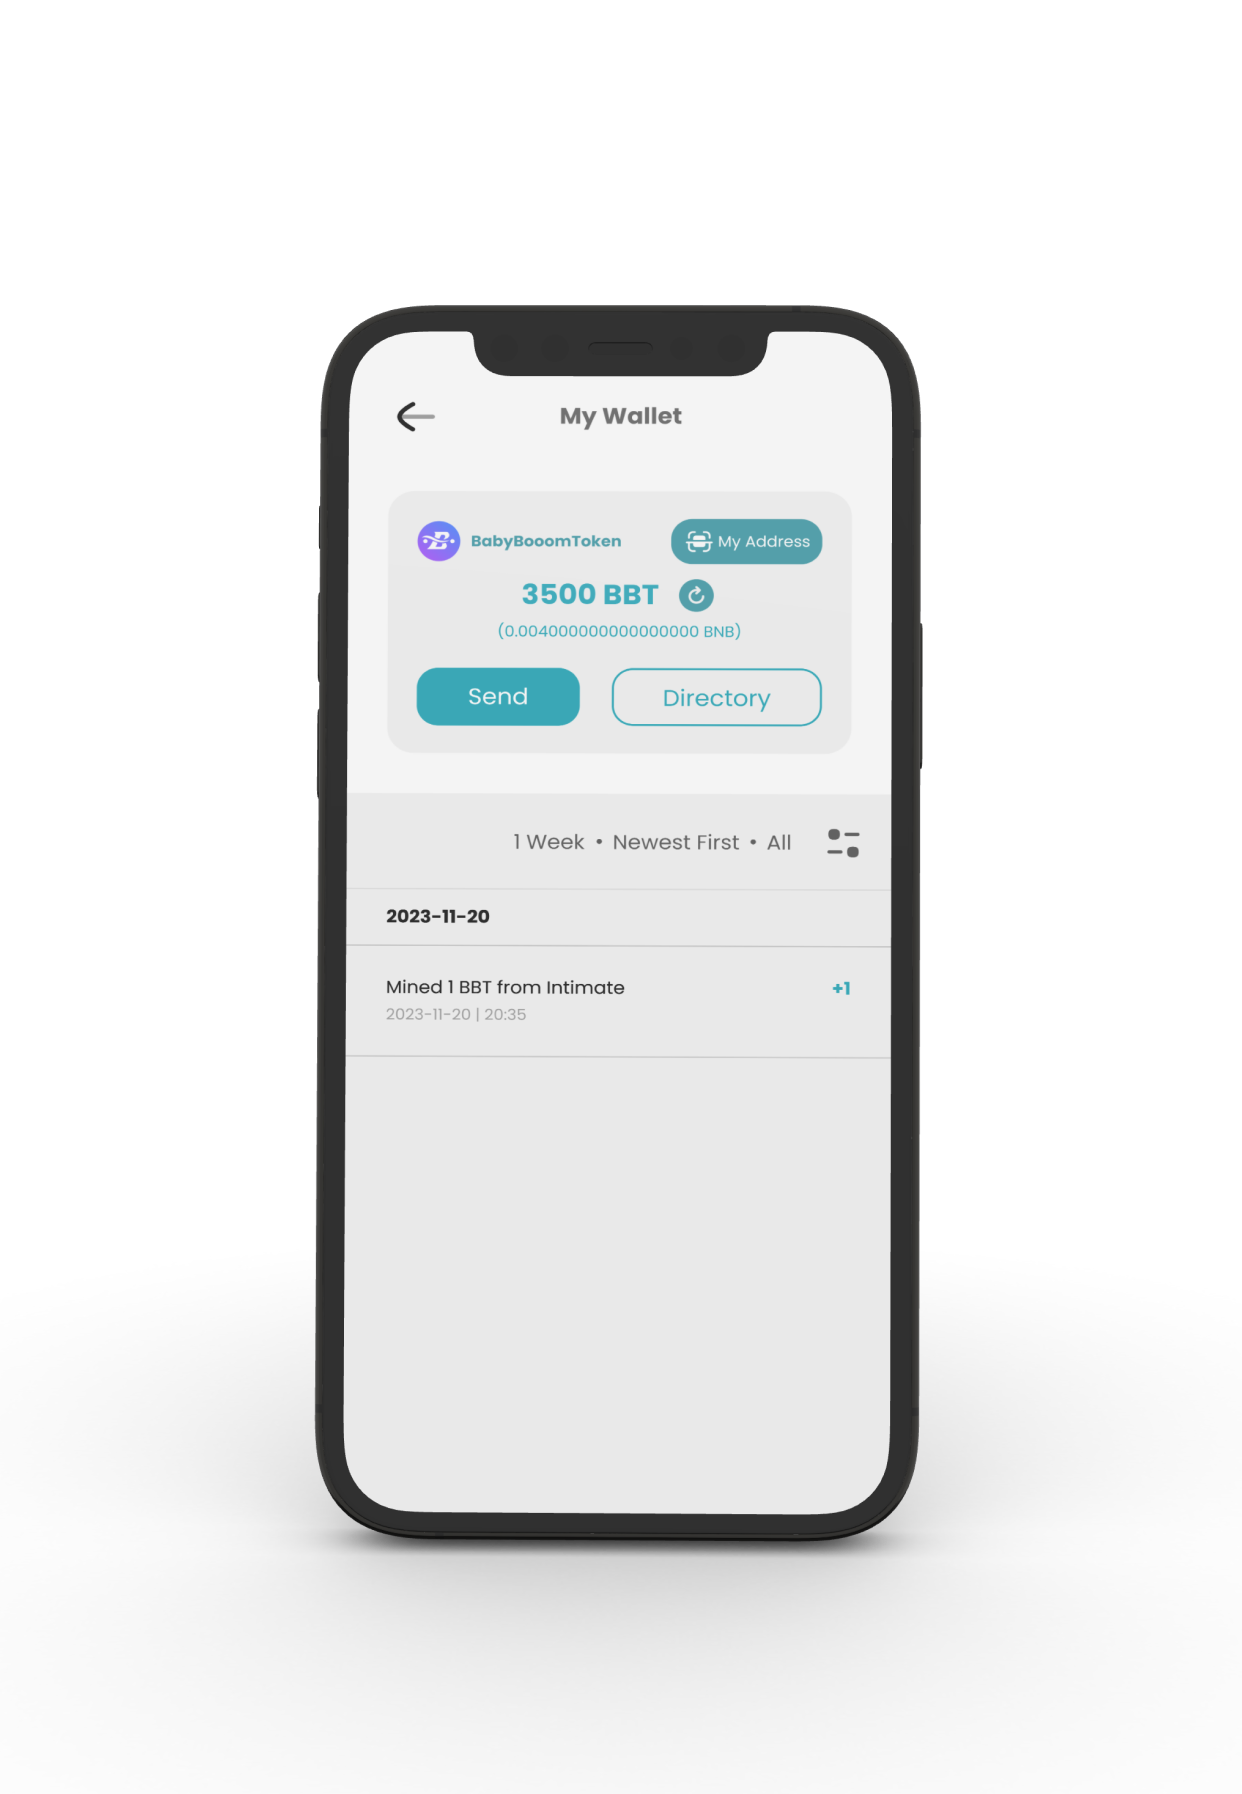 My Wallet
BabyBooomToken
My Address
3500 BBT
(0.004000000000000000 BNB)
Send
Directory
1 Week • Newest First • All
2023-11-20
Mined 1 BBT from Intimate
+1
2023-11-20 | 20:35